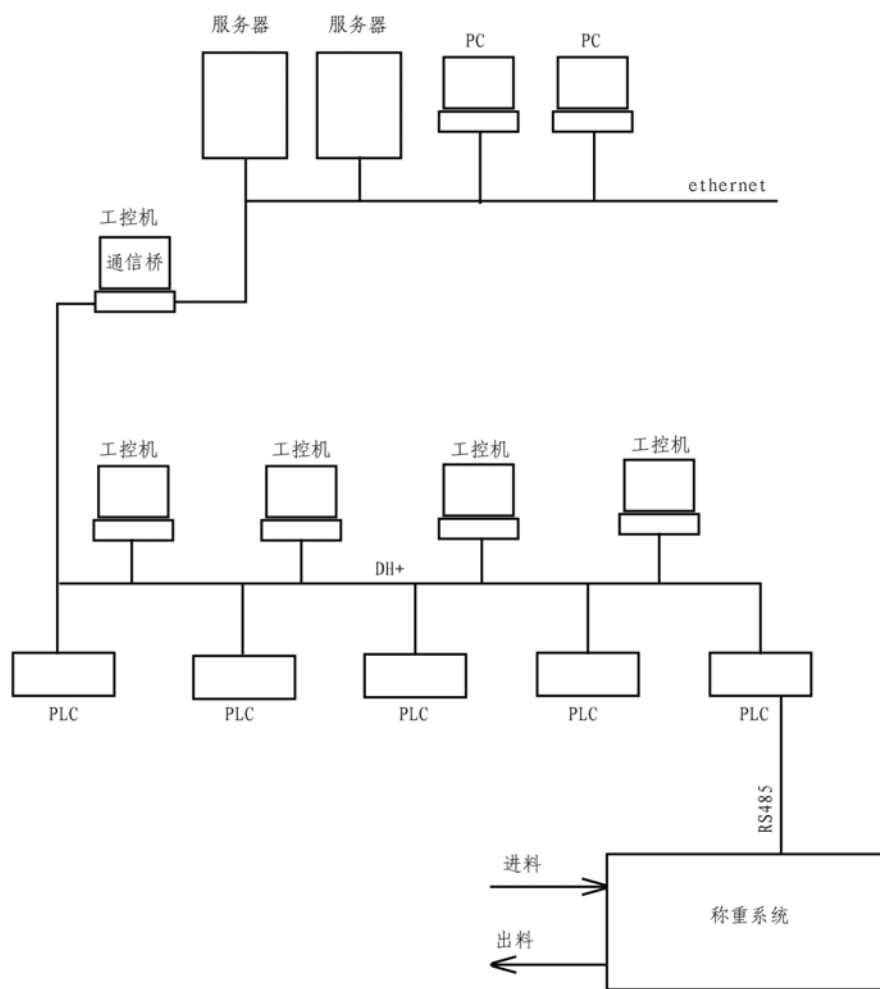 服务器
服务器
PC
PC
ethernet
工控机
通信桥
工控机
工控机
工控机
工控机
DH+
PLC
PLC
PLC
PLC
PLC
RS485
进料
称重系统
出料